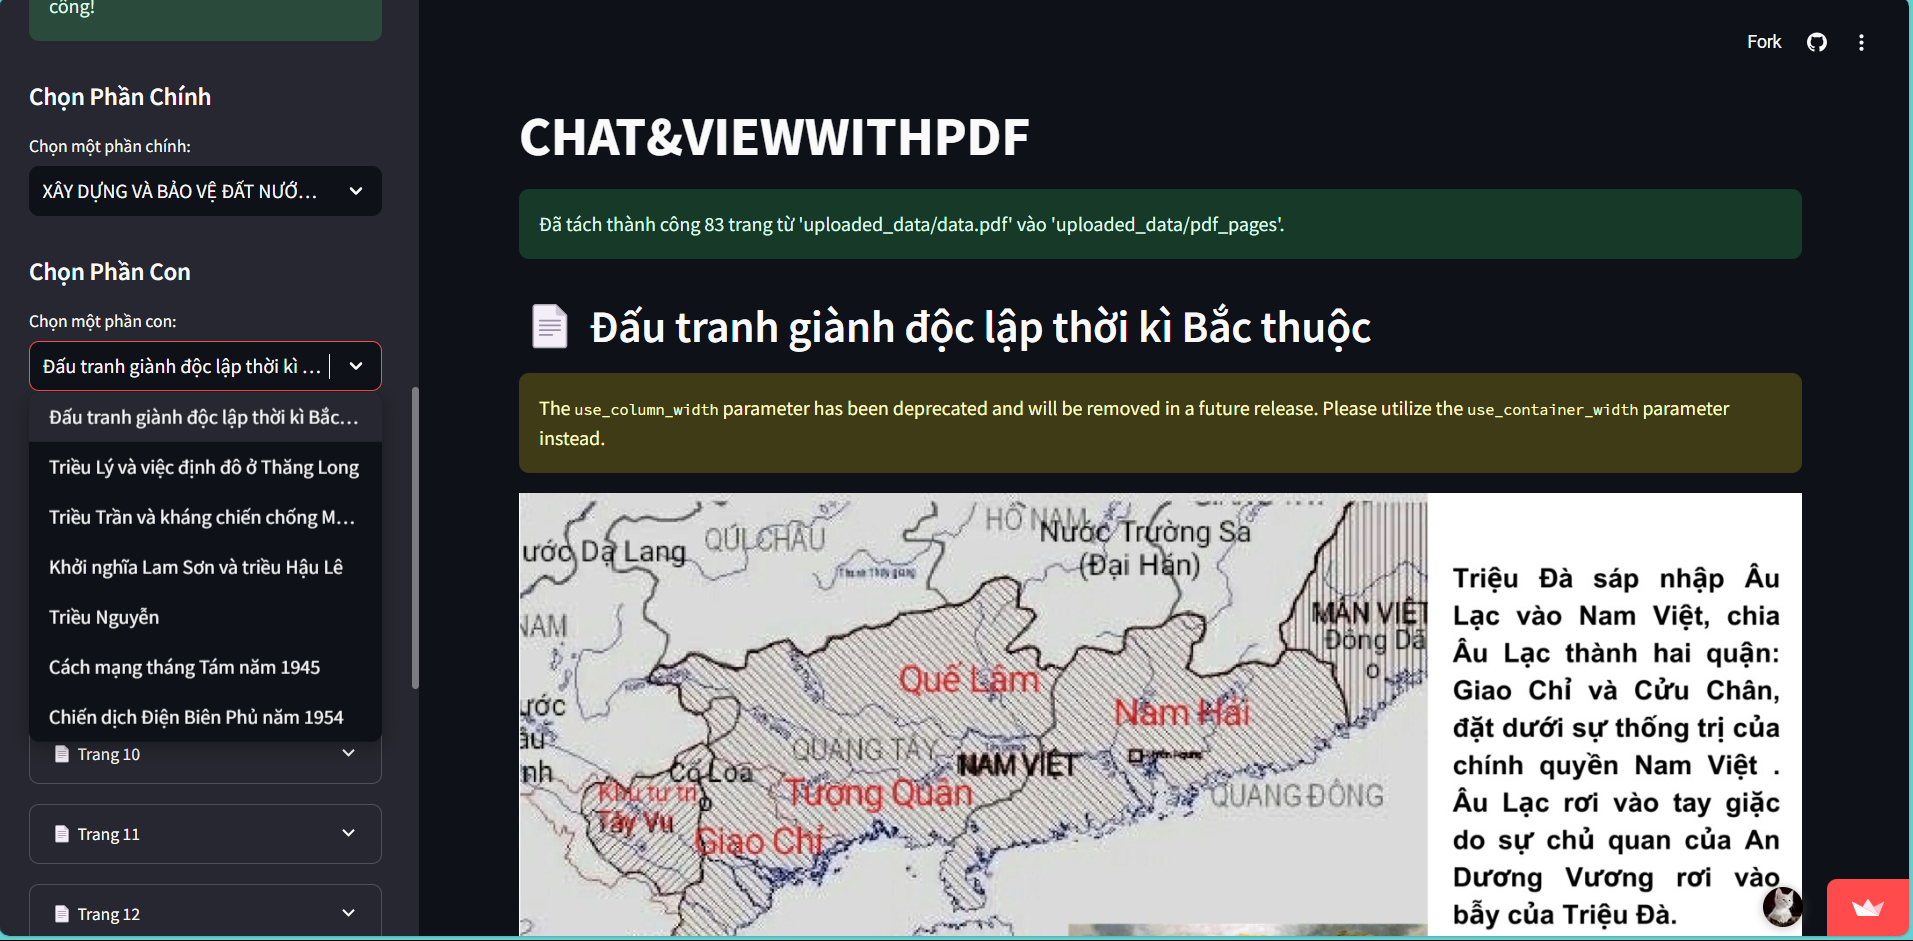 công!
Chọn Phần Chính
Chọn một phần chính:
XÂY DỰNG VÀ BẢO VỆ ĐẤT NƯỚ...
Chọn Phần Con
Chọn một phần con:
Đấu tranh giành độc lập thời kì ...
Đấu tranh giành độc lập thời kì Bắc...
Triều Lý và việc định đô ở Thăng Long
Triều Trần và kháng chiến chống M...
Khởi nghĩa Lam Sơn và triều Hậu Lê
Triều Nguyễn
Cách mạng tháng Tám năm 1945
Chiến dịch Điện Biên Phủ năm 1954
Trang 10
Trang 11
Trang 12
Fork
CHAT&VIEWWITHPDF
Đã tách thành công 83 trang từ 'uploaded_data/data.pdf' vào 'uploaded_data/pdf_pages'.
Đấu tranh giành độc lập thời kì Bắc thuộc
The use_column_width parameter has been deprecated and will be removed in a future release. Please utilize the use_container_width parameter
instead.
HỒ NAM
QUÍ CHÂU
Nước Trường Sa
(Đại Hán)
ước Dạ Lang
NAM
MÂN VIỆT
Đông Dã
Quế Lâm
Nam Hải
ước
QUẢNG TÂY
NAM VIỆT
Cổ Loa
Khu tự trị
Tây Vu
Tượng Quận
QUẢNG ĐÔNG
Giao Chỉ
Triệu Đà sáp nhập Âu
Lạc vào Nam Việt, chia
Âu Lạc thành hai quận:
Giao Chỉ và Cửu Chân,
đặt dưới sự thống trị của
chính quyền Nam Việt .
Âu Lạc rơi vào tay giặc
do sự chủ quan của An
Dương Vương rơi vào
bẫy của Triệu Đà.